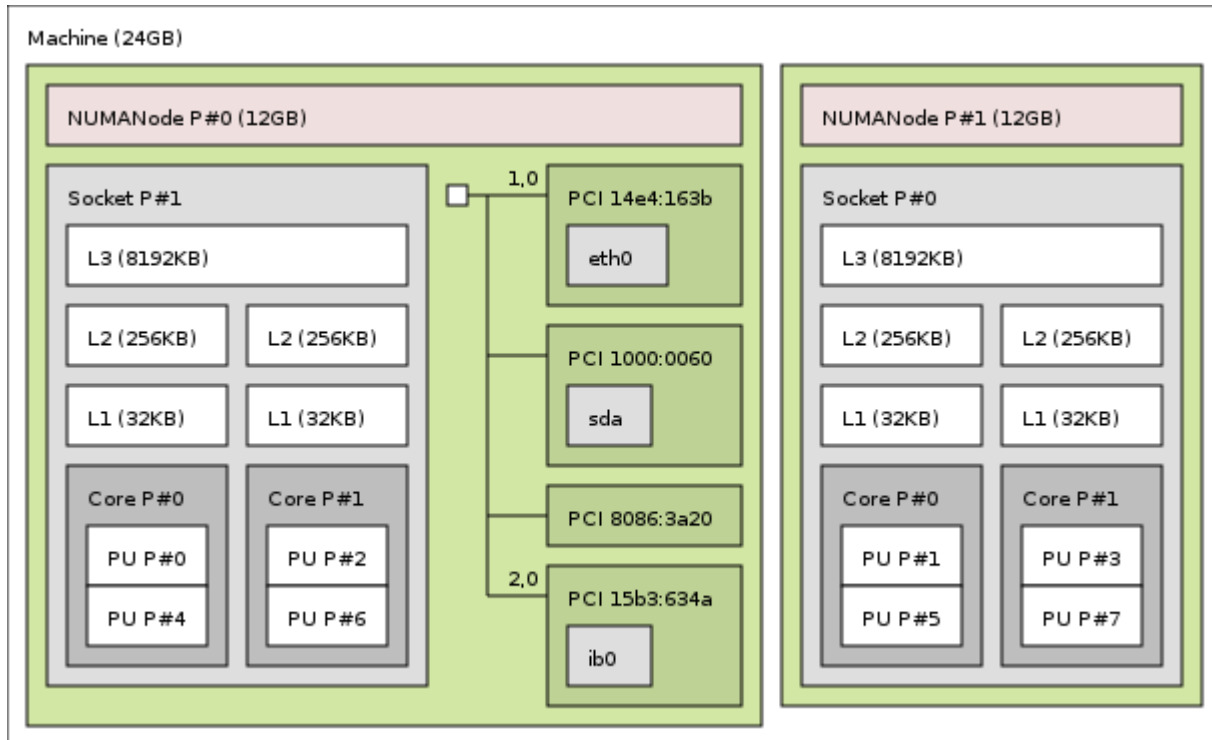 Machine (24GB)
NUMANode P#0 (12GB)
Socket P#1
L3 (8192KB)
L2 (256KB)
L2 (256KB)
L1 (32KB)
L1 (32KB)
Core P#0
PU P#0
PU P#4
Core P#1
PU P#2
PU P#6
1,0
PCI 14e4:163b
eth0
PCI 1000:0060
sda
PCI 8086:3a20
2,0
PCI 15b3:634a
ib0
NUMANode P#1 (12GB)
Socket P#0
L3 (8192KB)
L2 (256KB)
L2 (256KB)
L1 (32KB)
L1 (32KB)
Core P#0
PU P#1
PU P#5
Core P#1
PU P#3
PU P#7